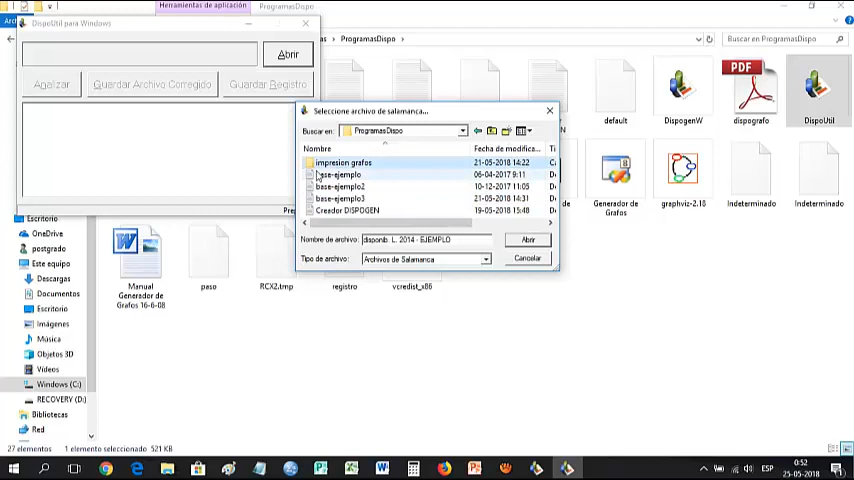 Herramientas de aplicación
ProgramasDispo
DispoUtil para Windows
Abrir
Analizar
Guardar Archivo Corregido
Guardar Registro
ProgramasDispo
Buscar en ProgramasDispo
Seleccione archivo de salamanca...
Buscar en:
ProgramasDispo
Nombre
Fecha de modifica...
impresion grafos
21-05-2018 14:22
base-ejemplo
06-04-2017 9:11
base-ejemplo2
10-12-2017 11:05
base-ejemplo3
21-05-2018 14:31
Creador DISPOGEN
19-05-2018 15:48
Nombre de archivo:
disponib. L. 2014 - EJEMPLO
Abrir
Tipo de archivo:
Archivos de Salamanca
Cancelar
default
DispogenW
PDF
dispografo
DispoUtil
Generador de
Grafos
graphviz-2.18
Indeterminado
Indeterminado
Escritorio
OneDrive
postgrado
Este equipo
Descargas
Documentos
Escritorio
Imágenes
Música
Objetos 3D
Vídeos
Windows (C:)
RECOVERY (D:)
Bibliotecas
Red
Manual
Generador de
Grafos 16-6-08
paso
RCX2.tmp
registro
vcredist_x86
27 elementos
1 elemento seleccionado 521 KB
ESP
0:52
25-05-2018